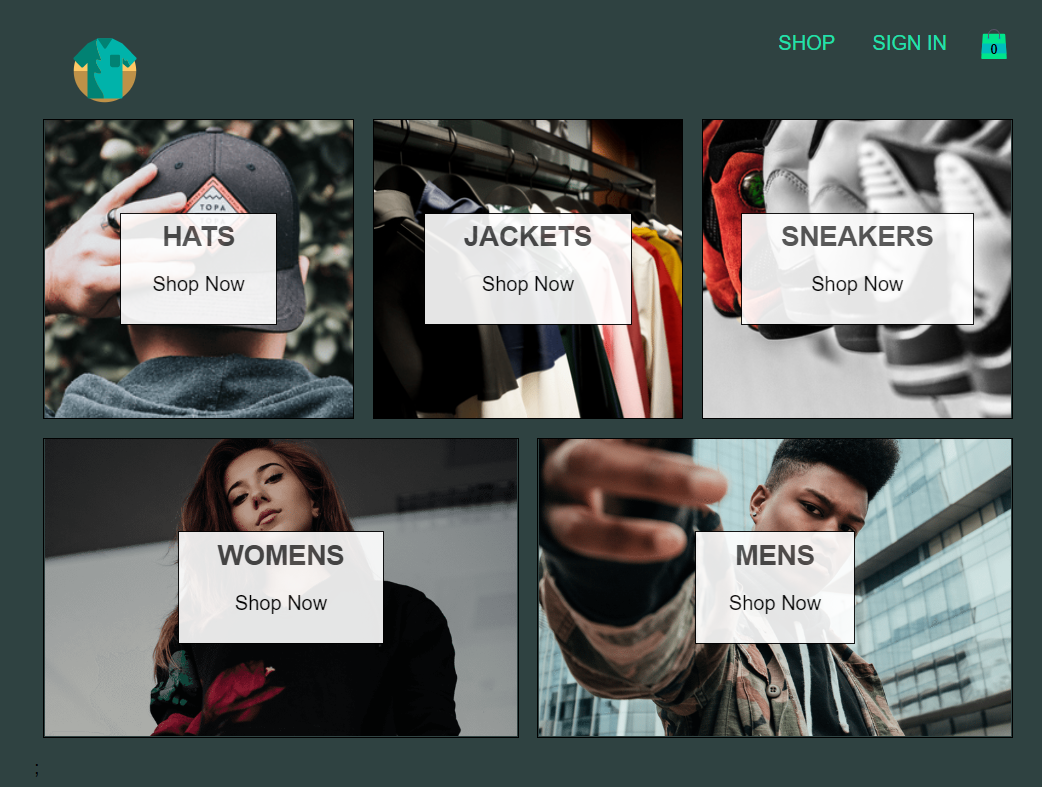 SHOP
SIGN IN
0
TOPA
HATS
Shop Now
JACKETS
Shop Now
SNEAKERS
Shop Now
WOMENS
Shop Now
MENS
Shop Now
;